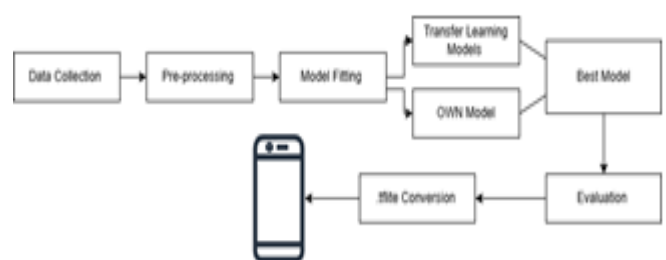 Transfer Learning
Models
Data Collection
Pre-processing
Model Fitting
Best Model
OWN Model
.tflite Conversion
Evaluation